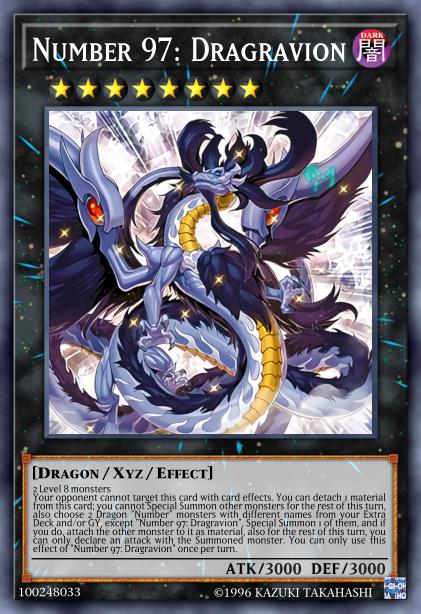 Number 97: Dragravion
DARK
闇
97
[Dragon / Xyz / Effect]
2 Level 8 monsters
Your opponent cannot target this card with card effects. You can detach 1 material
from this card; you cannot Special Summon other monsters for the rest of this turn,
also choose 2 Dragon "Number" monsters with different names from your Extra
Deck and/or GY, except "Number 97: Dragravion", Special Summon 1 of them, and if
you do, attach the other monster to it as material, also for the rest of this turn, you
can only declare an attack with the Summoned monster. You can only use this
effect of "Number 97: Dragravion" once per turn.
ATK/3000 DEF/3000
100248033
©1996 KAZUKI TAKAHASHI